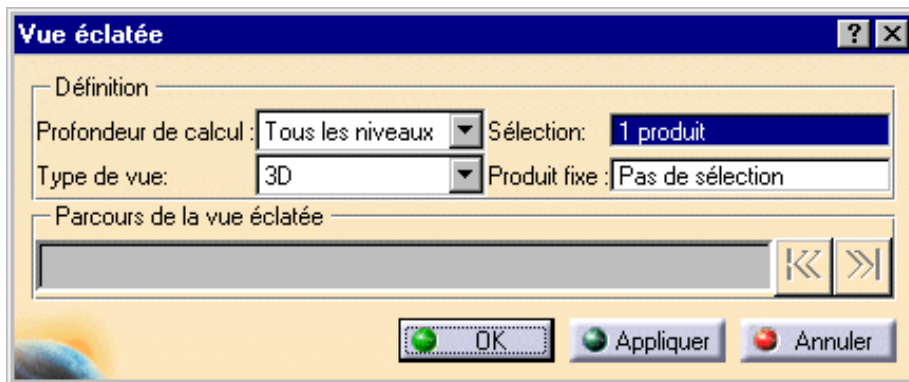 Vue éclatée
Définition
Profondeur de calcul : Tous les niveaux Sélection: 1 produit
Type de vue: 3D Produit fixe : Pas de sélection
Parcours de la vue éclatée
OK Appliquer Annuler